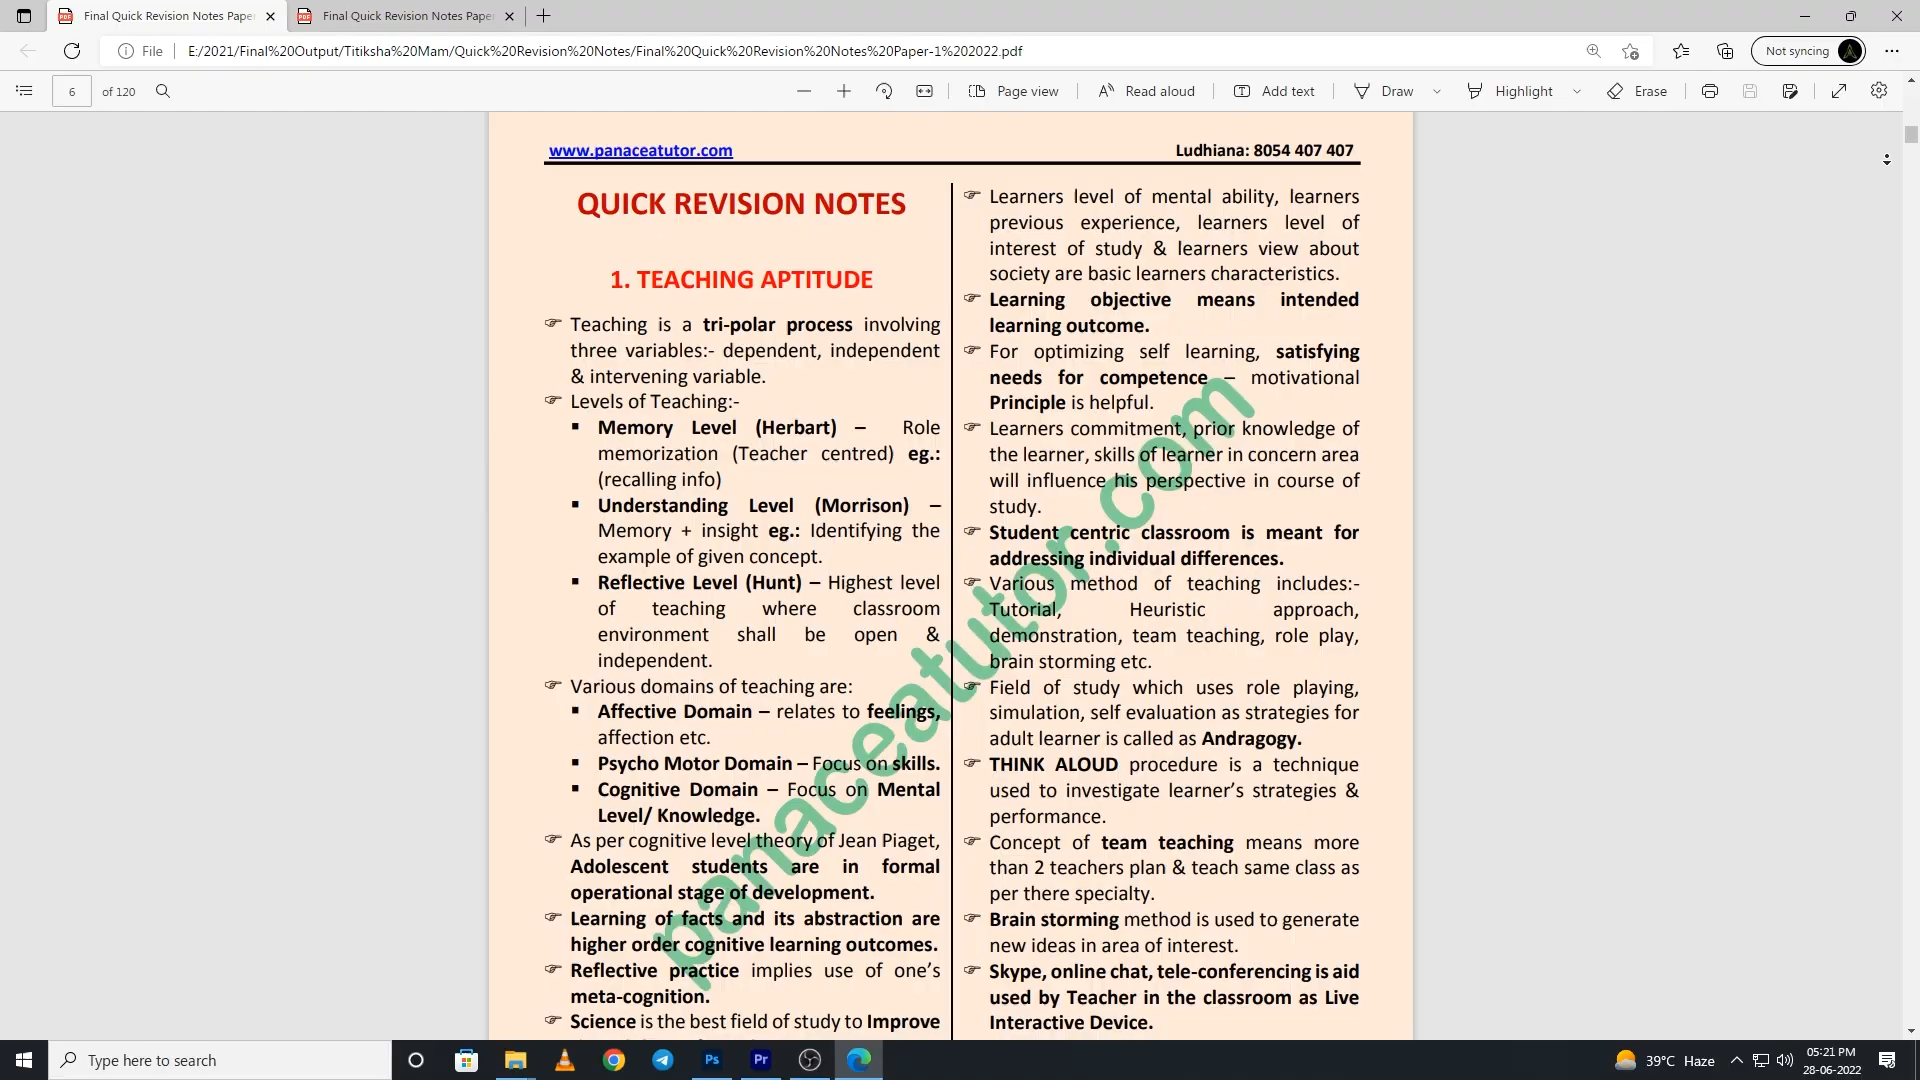 Final Quick Revision Notes Pape
Final Quick Revision Notes Pape
File
E:/2021/Final%20Output/Titiksha%20Mam/Quick%20Revision%20Notes/Final%20Quick%20Revision%20Notes%20Paper-1%202022.pdf
Not syncing
6 of 120
Page view
Read aloud
Add text
Draw
Highlight
Erase
www.panaceatutor.com
Ludhiana: 8054 407 407
QUICK REVISION NOTES
1. TEACHING APTITUDE
☞ Teaching is a tri-polar process involving
three variables:- dependent, independent
& intervening variable.
☞ Levels of Teaching:-
▪ Memory Level (Herbart) – Role
memorization (Teacher centred) eg.:
(recalling info)
▪ Understanding Level (Morrison) –
Memory + insight eg.: Identifying the
example of given concept.
▪ Reflective Level (Hunt) – Highest level
of teaching where classroom
environment shall be open &
independent.
☞ Various domains of teaching are:
▪ Affective Domain – relates to feelings,
affection etc.
▪ Psycho Motor Domain – Focus on skills.
▪ Cognitive Domain – Focus on Mental
Level/ Knowledge.
☞ As per cognitive level theory of Jean Piaget,
Adolescent students are in formal
operational stage of development.
☞ Learning of facts and its abstraction are
higher order cognitive learning outcomes.
☞ Reflective practice implies use of one’s
meta-cognition.
☞ Science is the best field of study to Improve
☞ Learners level of mental ability, learners
previous experience, learners level of
interest of study & learners view about
society are basic learners characteristics.
☞ Learning objective means intended
learning outcome.
☞ For optimizing self learning, satisfying
needs for competence – motivational
Principle is helpful.
☞ Learners commitment, prior knowledge of
the learner, skills of learner in concern area
will influence his perspective in course of
study.
☞ Student centric classroom is meant for
addressing individual differences.
☞ Various method of teaching includes:-
Tutorial, Heuristic approach,
demonstration, team teaching, role play,
brain storming etc.
☞ Field of study which uses role playing,
simulation, self evaluation as strategies for
adult learner is called as Andragogy.
☞ THINK ALOUD procedure is a technique
used to investigate learner’s strategies &
performance.
☞ Concept of team teaching means more
than 2 teachers plan & teach same class as
per there specialty.
☞ Brain storming method is used to generate
new ideas in area of interest.
☞ Skype, online chat, tele-conferencing is aid
used by Teacher in the classroom as Live
Interactive Device.
panaceatutor.com
Type here to search
Ps
Pr
39°C Haze
05:21 PM
28-06-2022